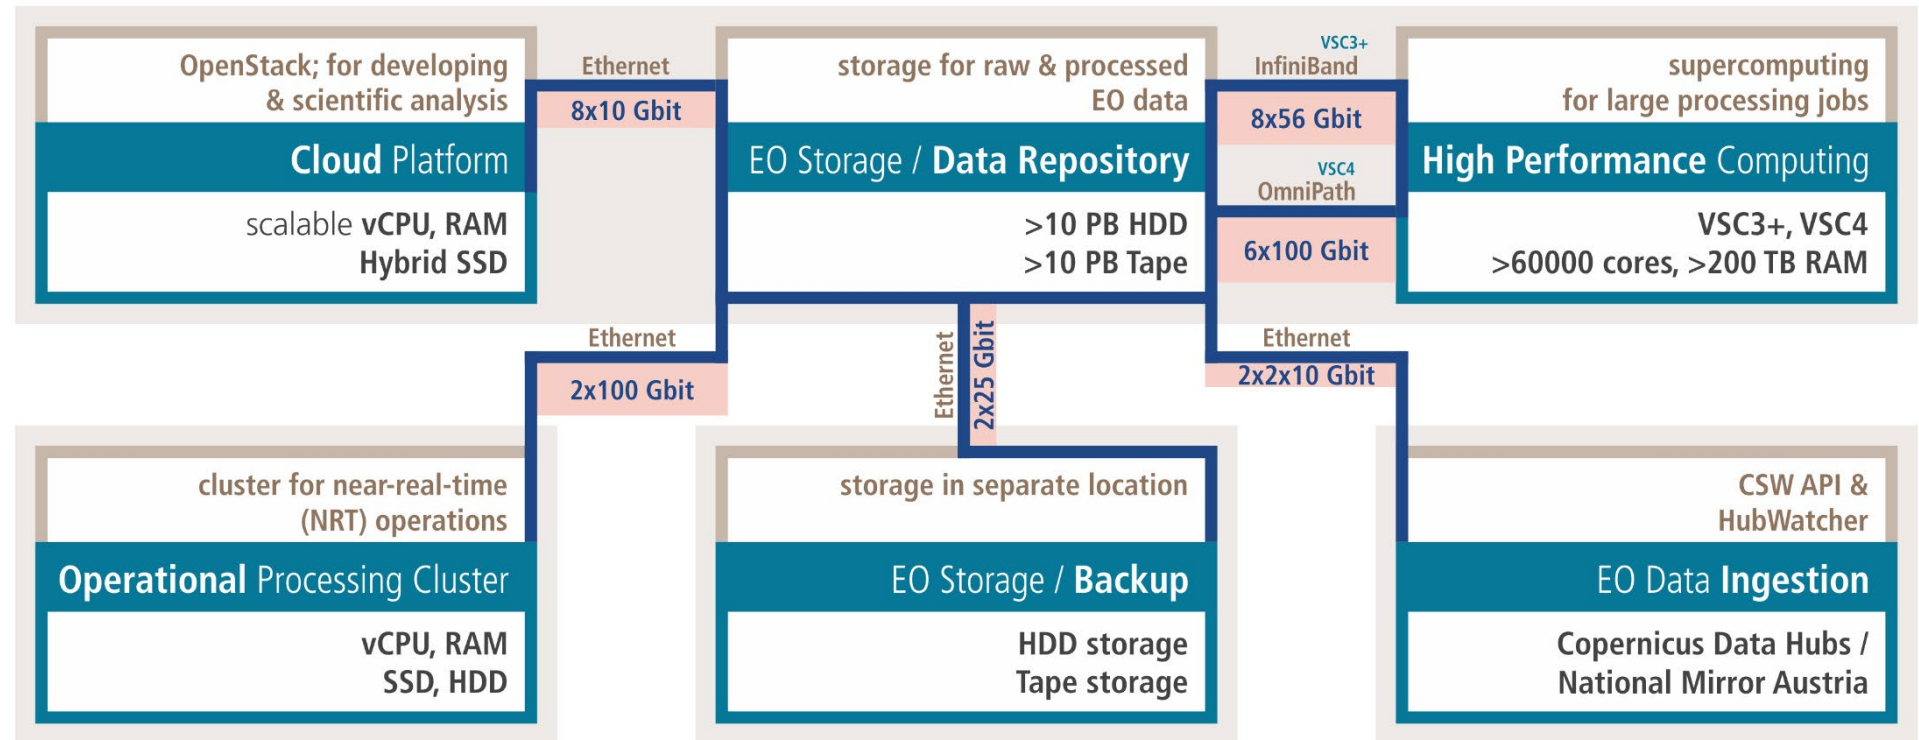 OpenStack; for developing
& scientific analysis
Cloud Platform
scalable vCPU, RAM
Hybrid SSD
Ethernet
8x10 Gbit
storage for raw & processed
EO data
EO Storage / Data Repository
>10 PB HDD
>10 PB Tape
VSC3+
InfiniBand
8x56 Gbit
VSC4
OmniPath
6x100 Gbit
supercomputing
for large processing jobs
High Performance Computing
VSC3+, VSC4
>60000 cores, >200 TB RAM
Ethernet
2x100 Gbit
Ethernet
2x25 Gbit
Ethernet
2x2x10 Gbit
cluster for near-real-time
(NRT) operations
Operational Processing Cluster
vCPU, RAM
SSD, HDD
storage in separate location
EO Storage / Backup
HDD storage
Tape storage
CSW API &
HubWatcher
EO Data Ingestion
Copernicus Data Hubs /
National Mirror Austria